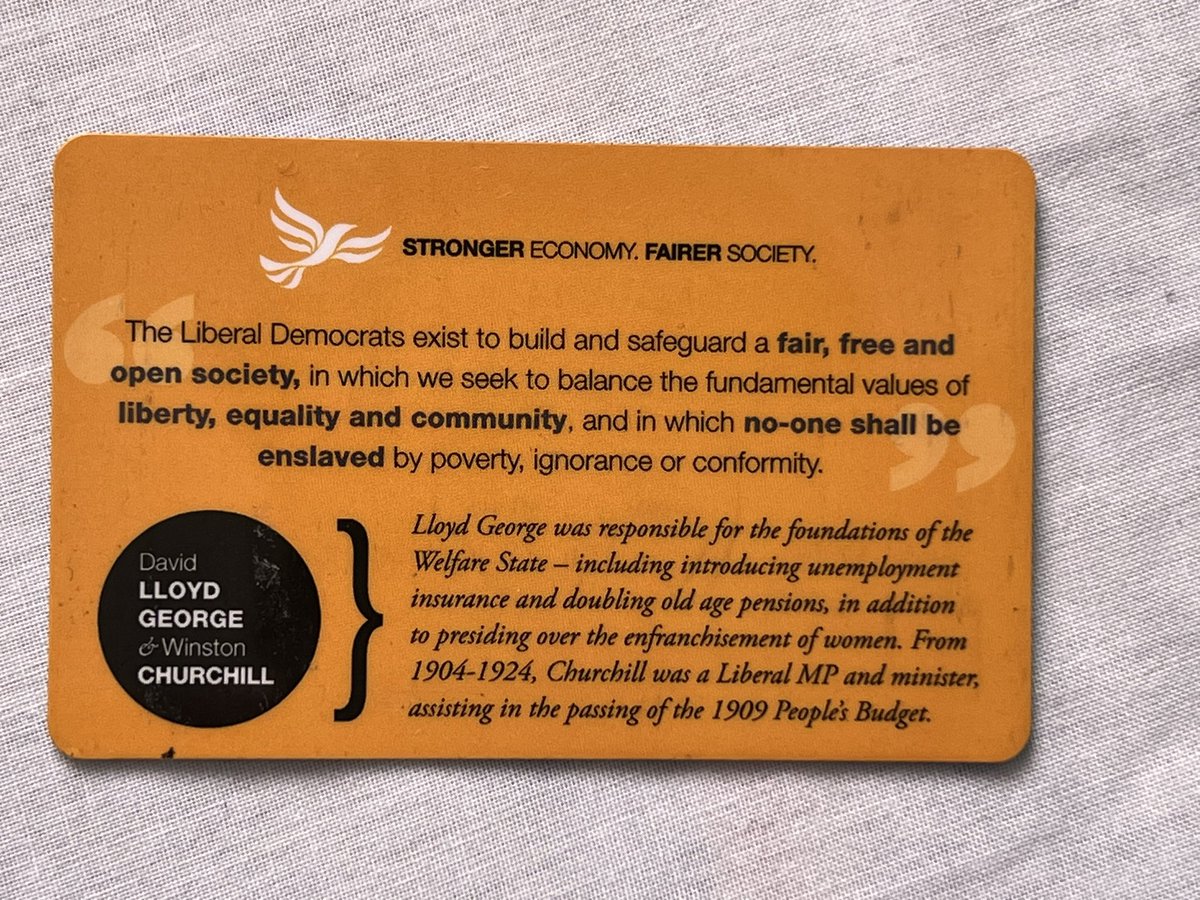 STRONGER ECONOMY. FAIRER SOCIETY.
“The Liberal Democrats exist to build and safeguard a fair, free and
open society, in which we seek to balance the fundamental values of
liberty, equality and community, and in which no-one shall be
enslaved by poverty, ignorance or conformity.”
David
LLOYD
GEORGE
& Winston
CHURCHILL
Lloyd George was responsible for the foundations of the
Welfare State – including introducing unemployment
insurance and doubling old age pensions, in addition
to presiding over the enfranchisement of women. From
1904-1924, Churchill was a Liberal MP and minister,
assisting in the passing of the 1909 People's Budget.